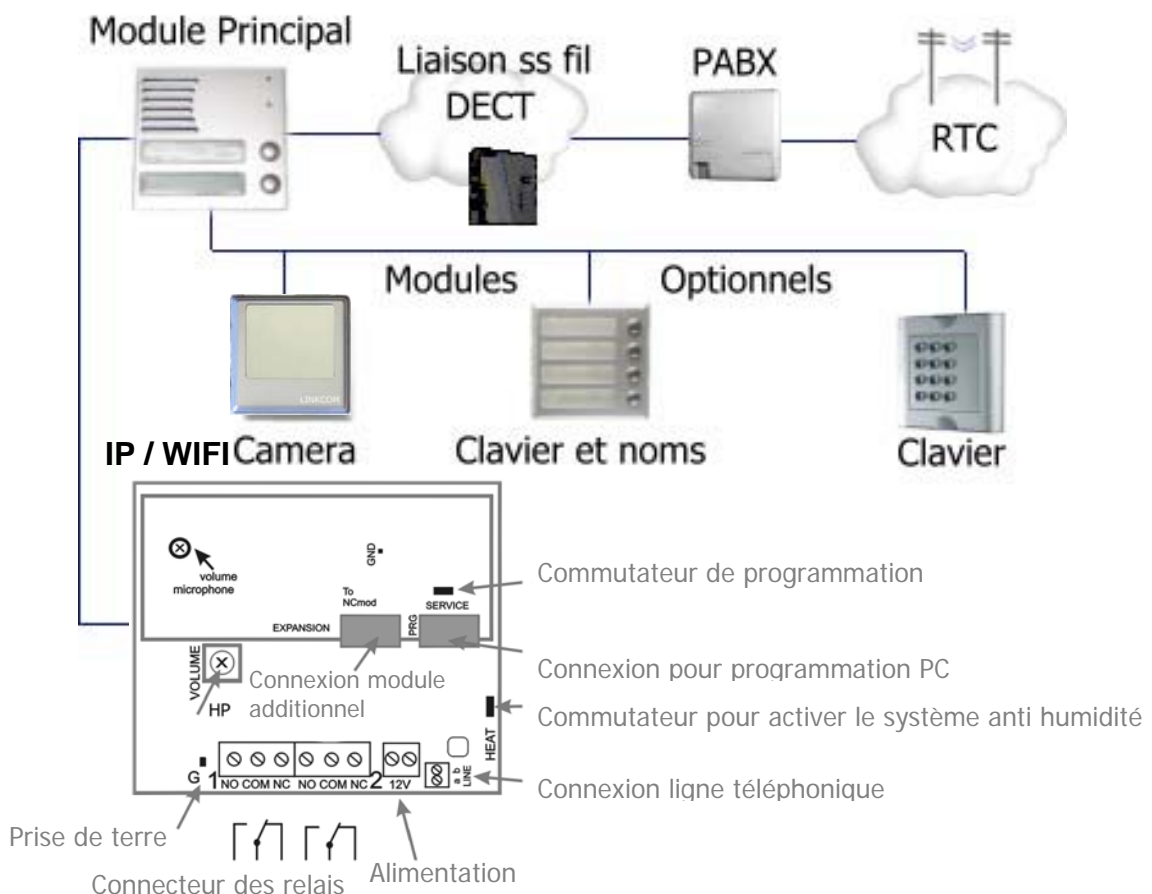 Module Principal
Liaison ss fil
DECT
PABX
RTC
Modules
Optionnels
LINKCOM
IP / WIFI
Camera
Clavier et noms
Clavier
volume
microphone
GND
To
NCmod
SERVICE
EXPANSION
PRG
VOLUME
HP
Connexion module
additionnel
HEAT
G
1
NO COM NC
NO COM NC
2
12V
a b
LINE
Commutateur de programmation
Connexion pour programmation PC
Commutateur pour activer le système anti humidité
Connexion ligne téléphonique
Prise de terre
Connecteur des relais
Alimentation